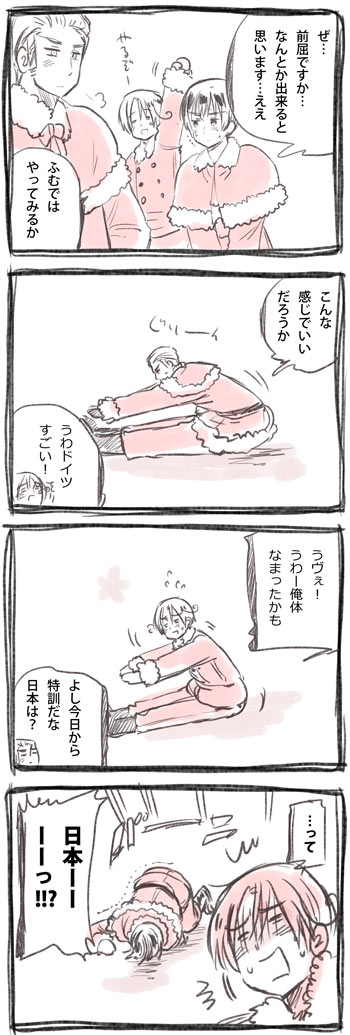 ぜ…
前屈ですか…
なんとか出来ると
思います…ええ
やるぞー
ふむでは
やってみるか
こんな
感じでいい
だろうか
ぐいーーっ
うわドイツ
すごい！
うヴぇ！
うわー俺体
なまったかも
よし今日から
特訓だな
日本は？
…って
日本ーー
ーーっ!!?